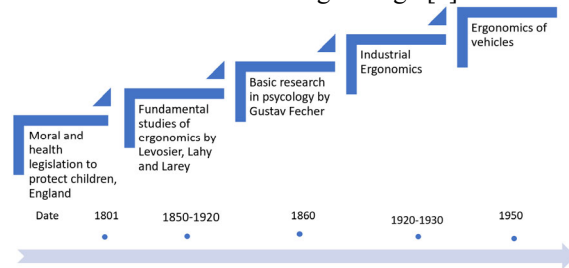 Moral and
health
legislation to
protect children,
England
Fundamental
studies of
ergonomics by
Levosier, Lahy
and Larey
Basic research
in psycology by
Gustav Fecher
Industrial
Ergonomics
Ergonomics of
vehicles
Date 1801 1850-1920 1860 1920-1930 1950